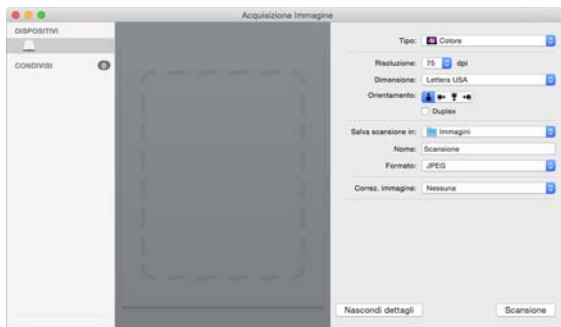 Acquisizione Immagine
DISPOSITIVI
CONDIVISI 0
Tipo: Colore
Risoluzione: 75 dpi
Dimensione: Lettera USA
Orientamento:
Duplex
Salva scansione in: Immagini
Nome: Scansione
Formato: JPEG
Correz. immagine: Nessuna
Nascondi dettagli Scansione